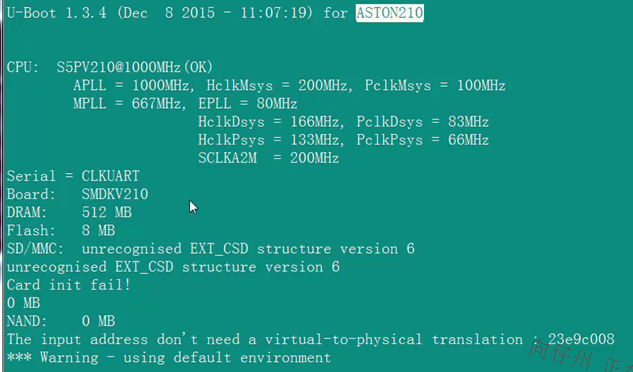 U-Boot 1.3.4 (Dec  8 2015 - 11:07:19) for ASTON210
CPU:  S5PV210@1000MHz(OK)
APLL = 1000MHz, HclkMsys = 200MHz, PclkMsys = 100MHz
MPLL = 667MHz, EPLL = 80MHz
HclkDsys = 166MHz, PclkDsys = 83MHz
HclkPsys = 133MHz, PclkPsys = 66MHz
SCLKA2M  = 200MHz
Serial = CLKUART
Board:   SMDKV210
DRAM:    512 MB
Flash:   8 MB
SD/MMC:  unrecognised EXT_CSD structure version 6
unrecognised EXT_CSD structure version 6
Card init fail!
0 MB
NAND:    0 MB
The input address don't need a virtual-to-physical translation : 23e9c008
*** Warning - using default environment